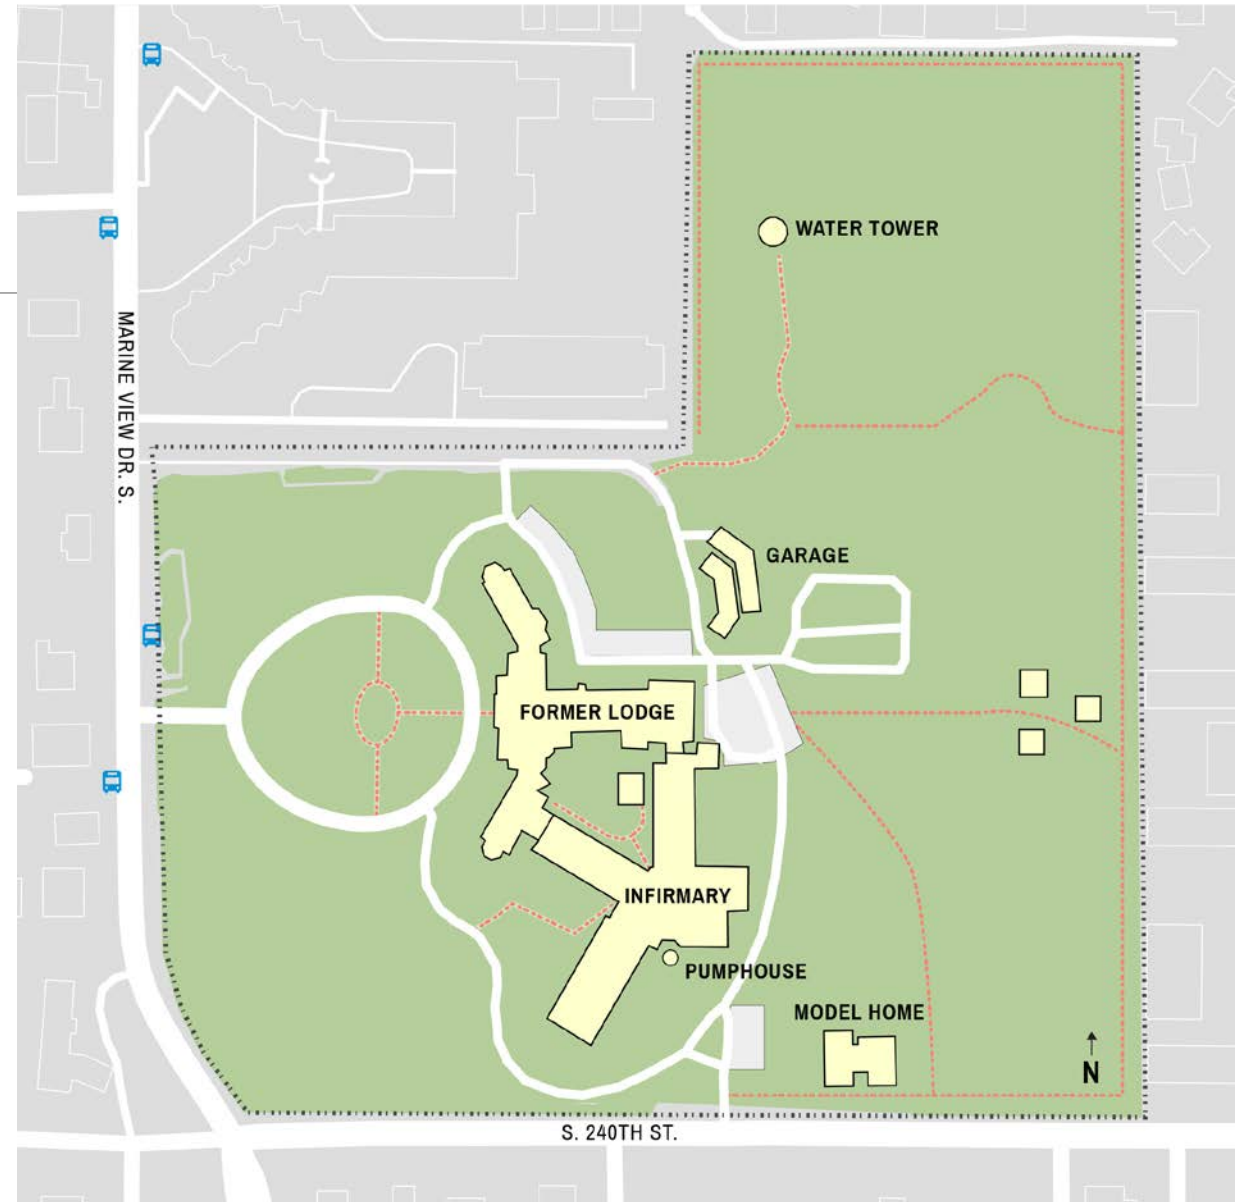 WATER TOWER
MARINE VIEW DR. S.
GARAGE
FORMER LODGE
INFIRMARY
PUMPHOUSE
MODEL HOME
N
S. 240TH ST.